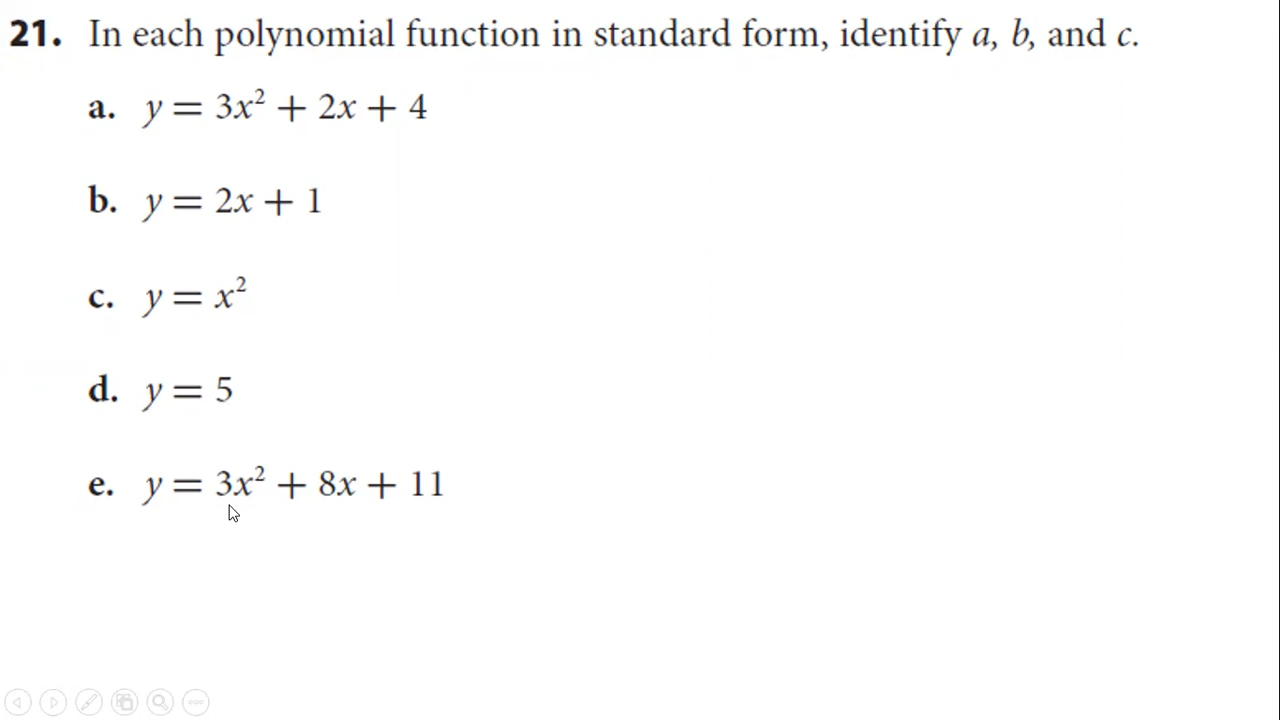 21. In each polynomial function in standard form, identify a, b, and c.
a. y = 3x² + 2x + 4
b. y = 2x + 1
c. y = x²
d. y = 5
e. y = 3x² + 8x + 11